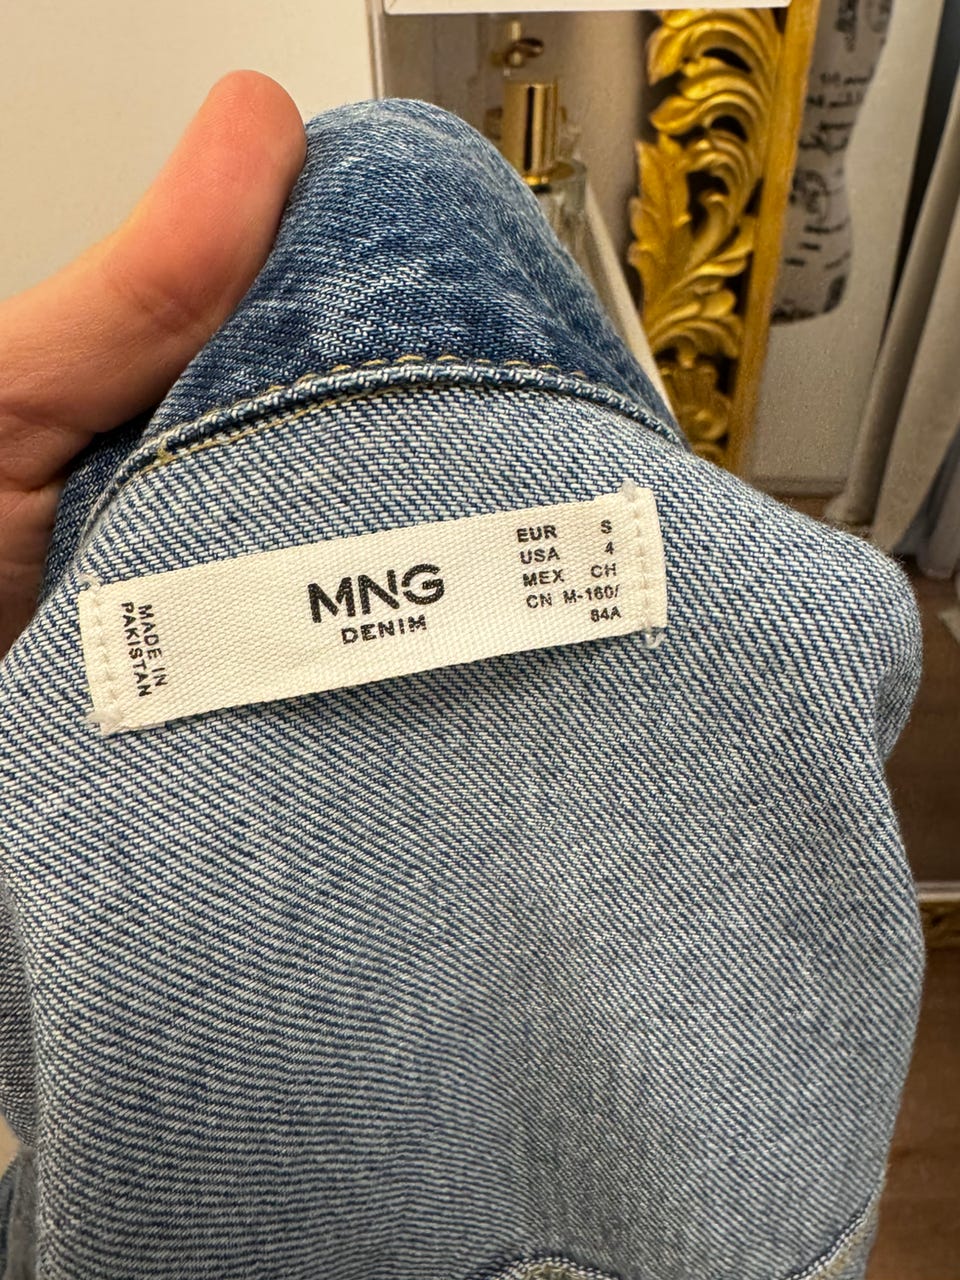 MNG
DENIM
EUR S
USA 4
MEX CH
CN M-160/
84A
MADE IN
PAKISTAN